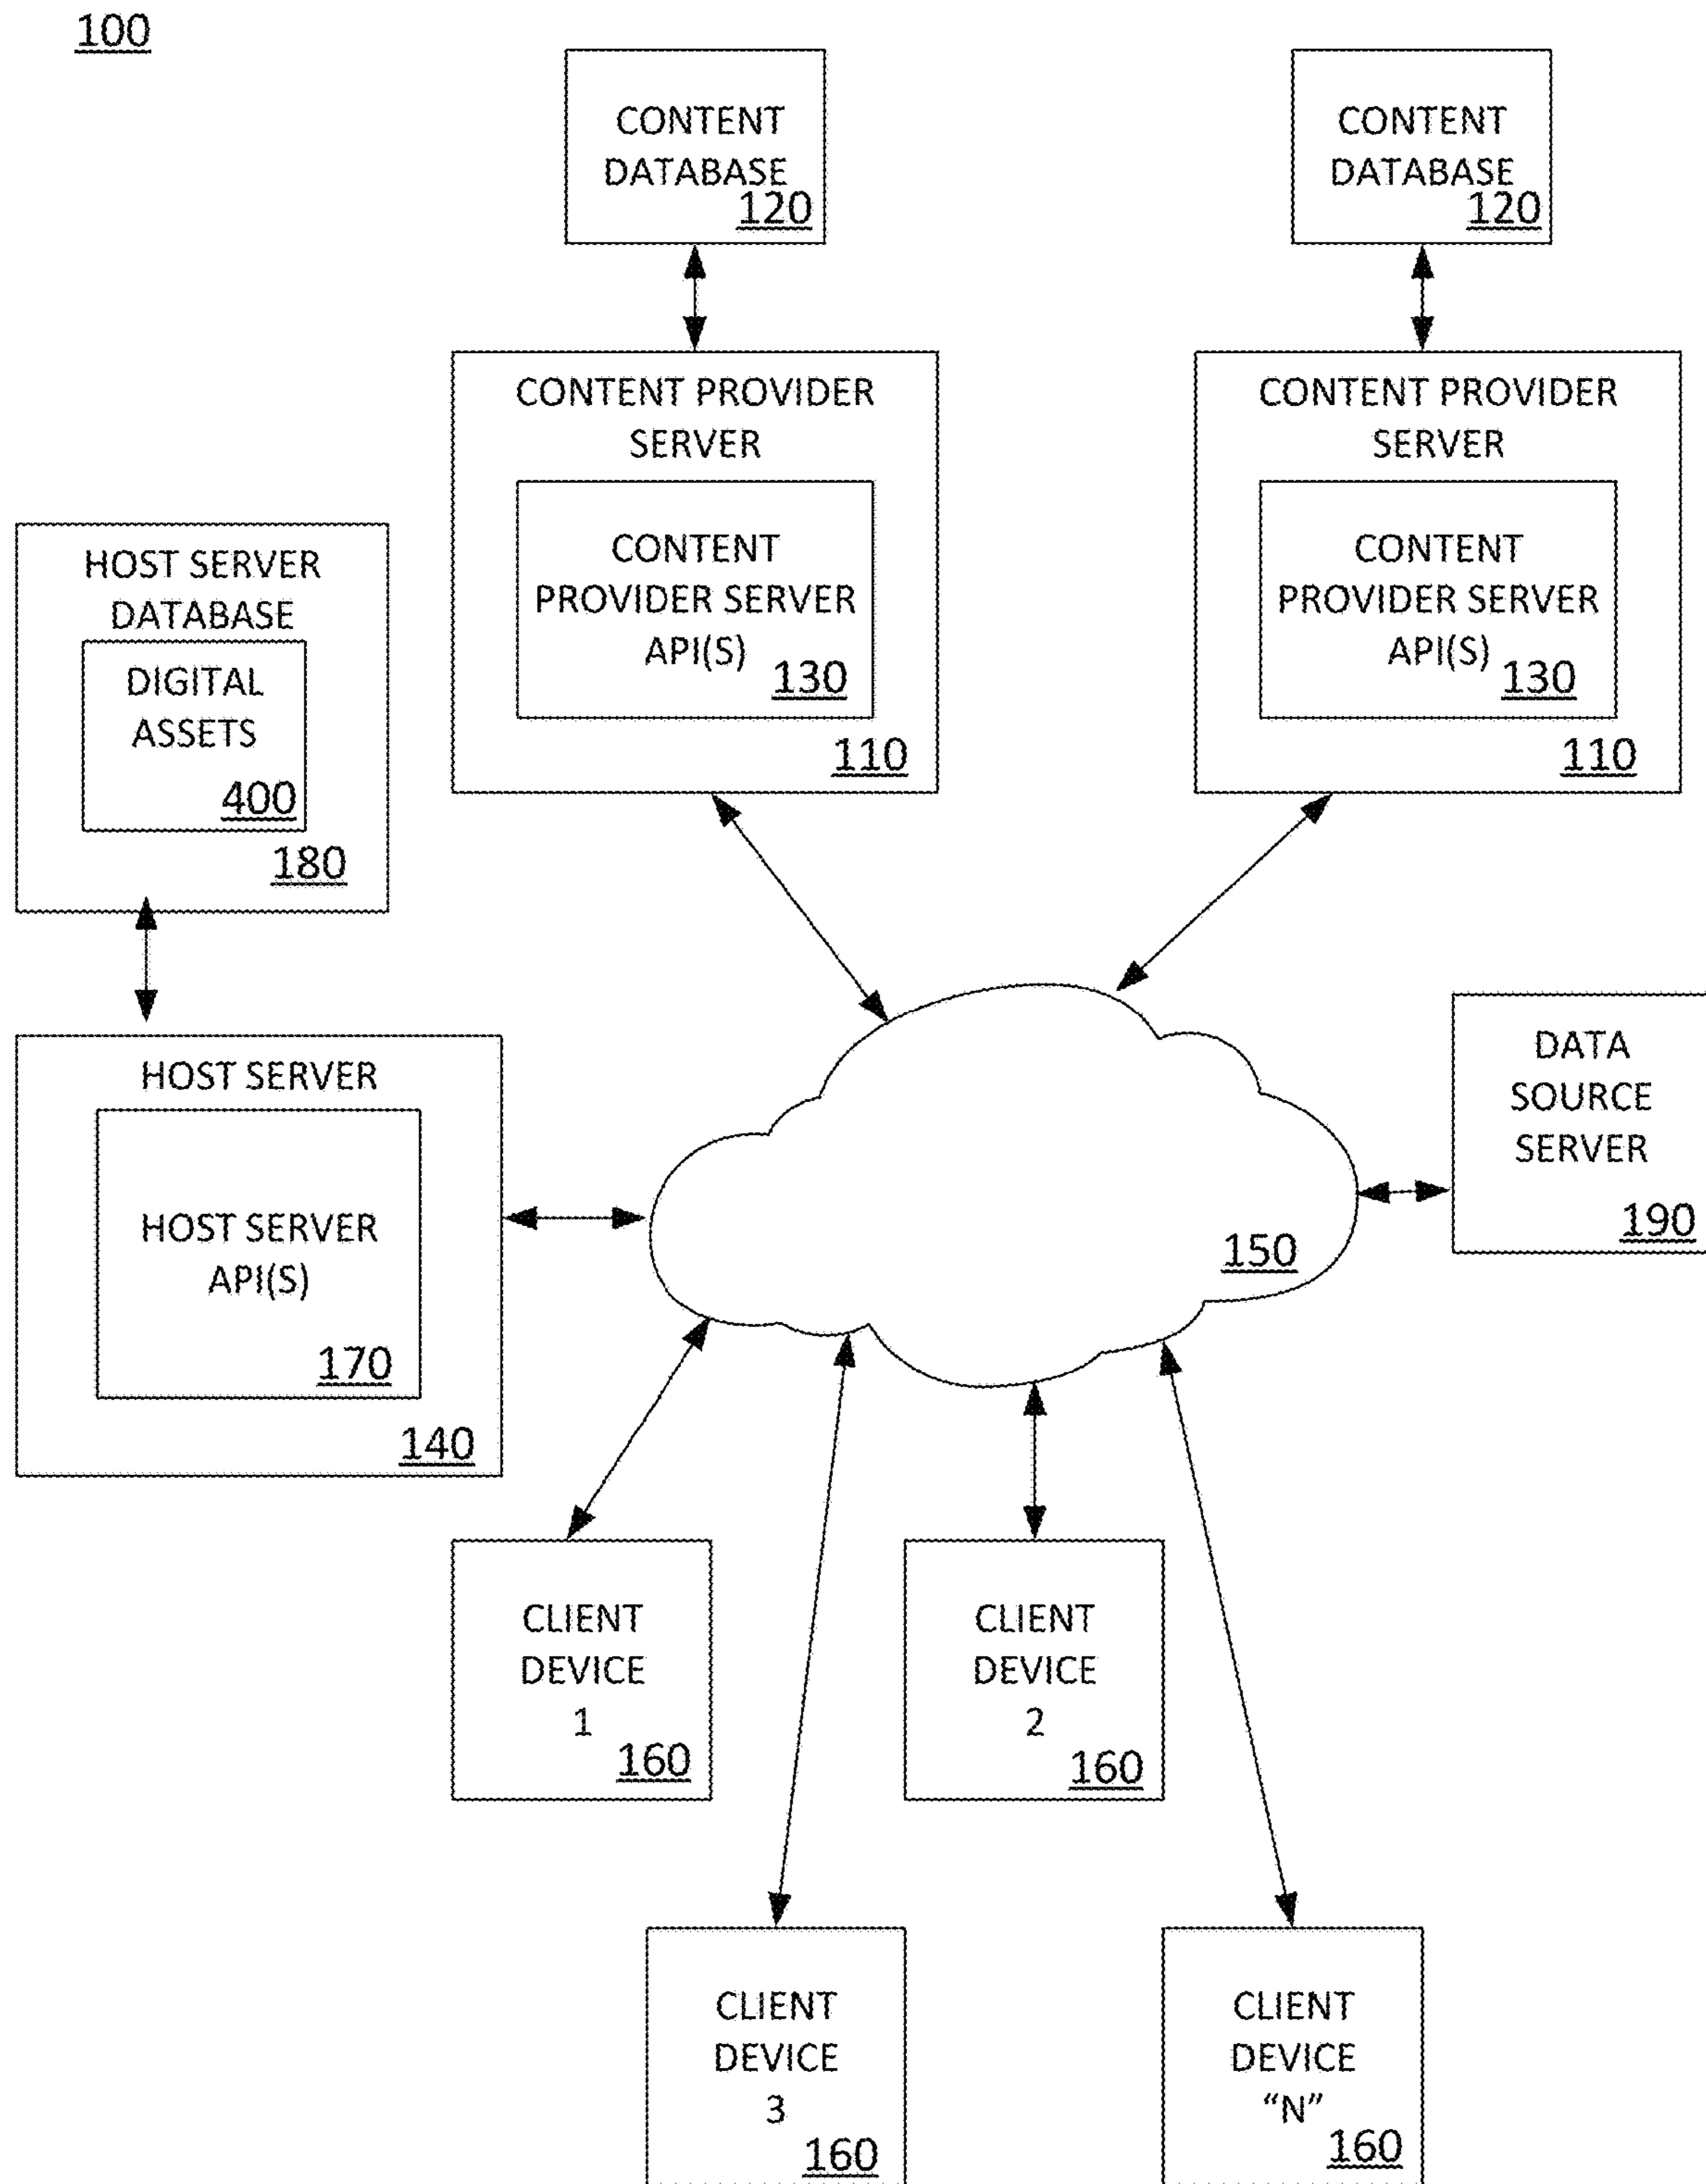 100
CONTENT
DATABASE
120
CONTENT
DATABASE
120
CONTENT PROVIDER
SERVER
CONTENT
PROVIDER SERVER
API(S)
130
110
CONTENT PROVIDER
SERVER
CONTENT
PROVIDER SERVER
API(S)
130
110
HOST SERVER
DATABASE
DIGITAL
ASSETS
400
180
HOST SERVER
HOST SERVER
API(S)
170
140
150
DATA
SOURCE
SERVER
190
CLIENT
DEVICE
1
160
CLIENT
DEVICE
2
160
CLIENT
DEVICE
3
160
CLIENT
DEVICE
“N”
160